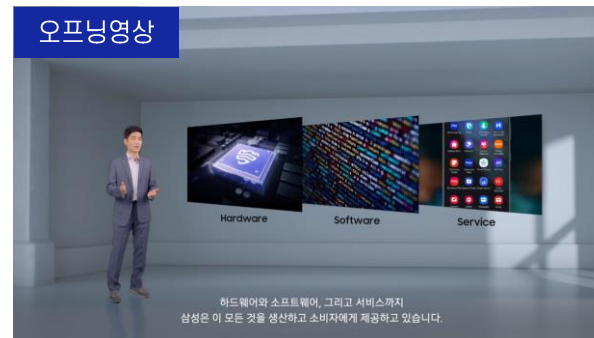 오프닝영상
Hardware
Software
Service
하드웨어와 소프트웨어, 그리고 서비스까지
삼성은 이 모든 것을 생산하고 소비자에게 제공하고 있습니다.